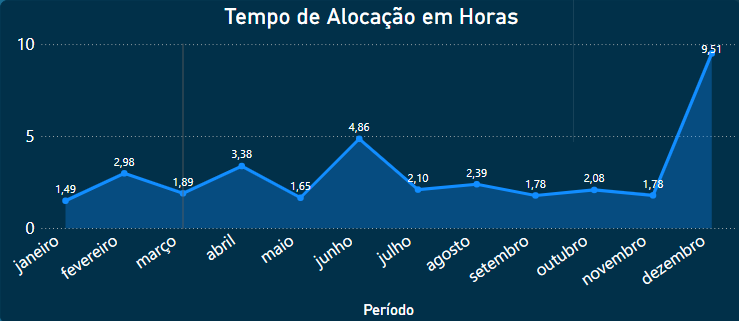 Tempo de Alocação em Horas
10
5
0
1,49
2,98
1,89
3,38
1,65
4,86
2,10
2,39
1,78
2,08
1,78
9,51
janeiro
fevereiro
março
abril
maio
junho
julho
agosto
setembro
outubro
novembro
dezembro
Período